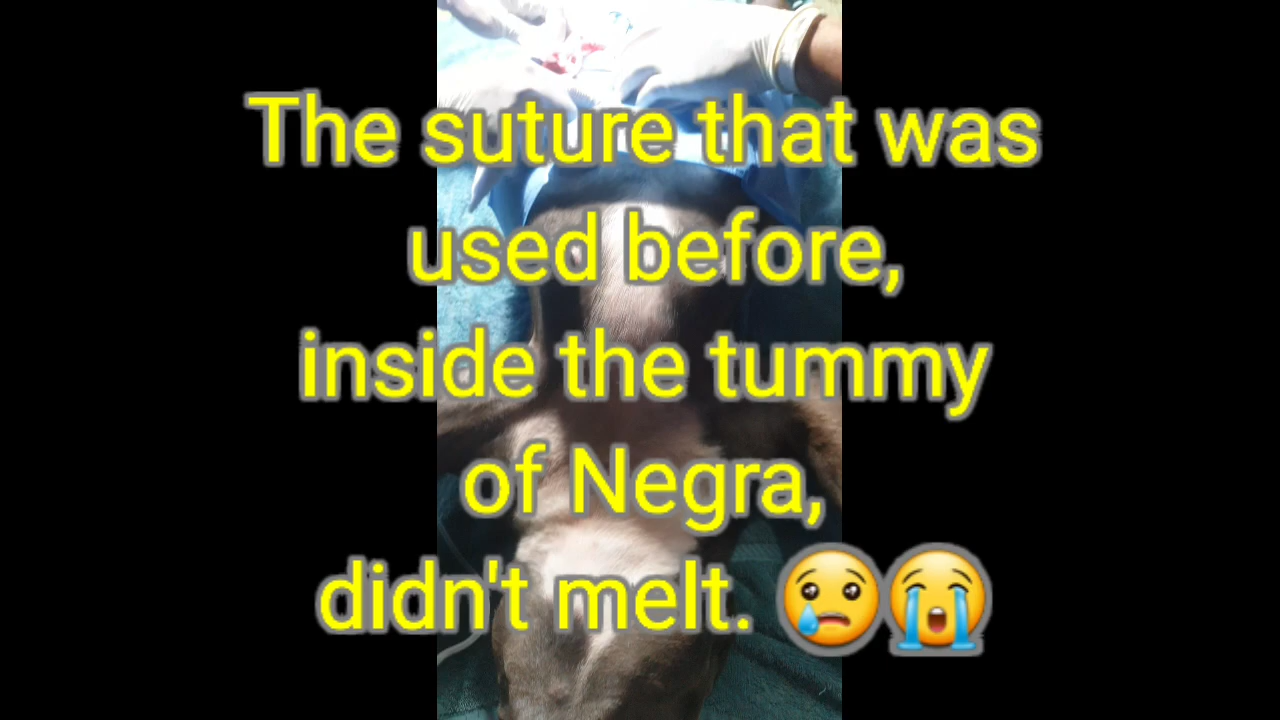 The suture that was
used before,
inside the tummy
of Negra,
didn't melt. 😢😭